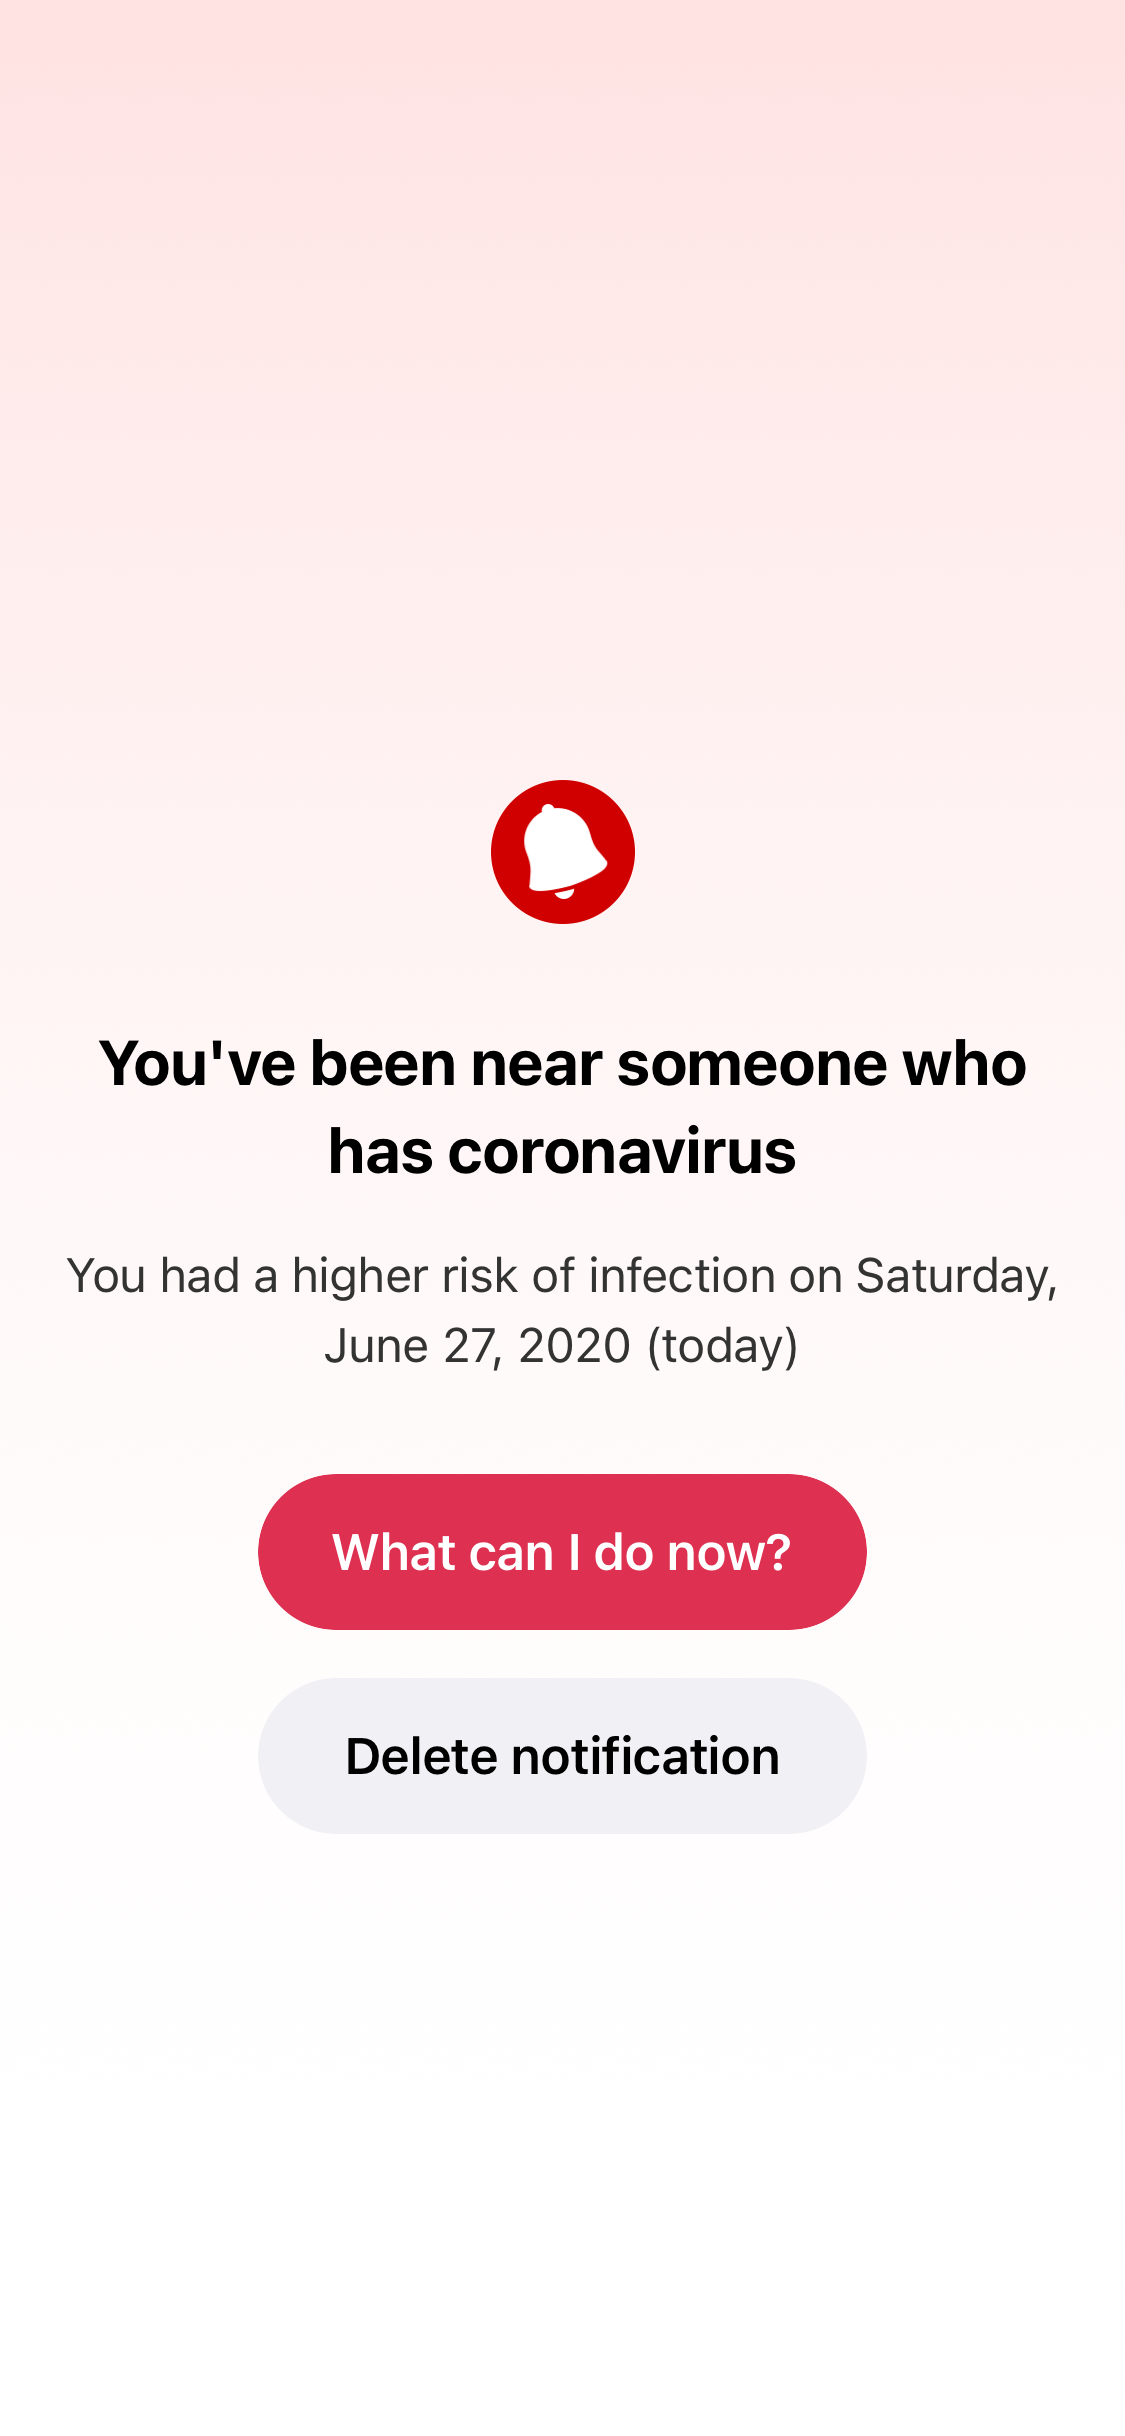 You've been near someone who
has coronavirus
You had a higher risk of infection on Saturday,
June 27, 2020 (today)
What can I do now?
Delete notification